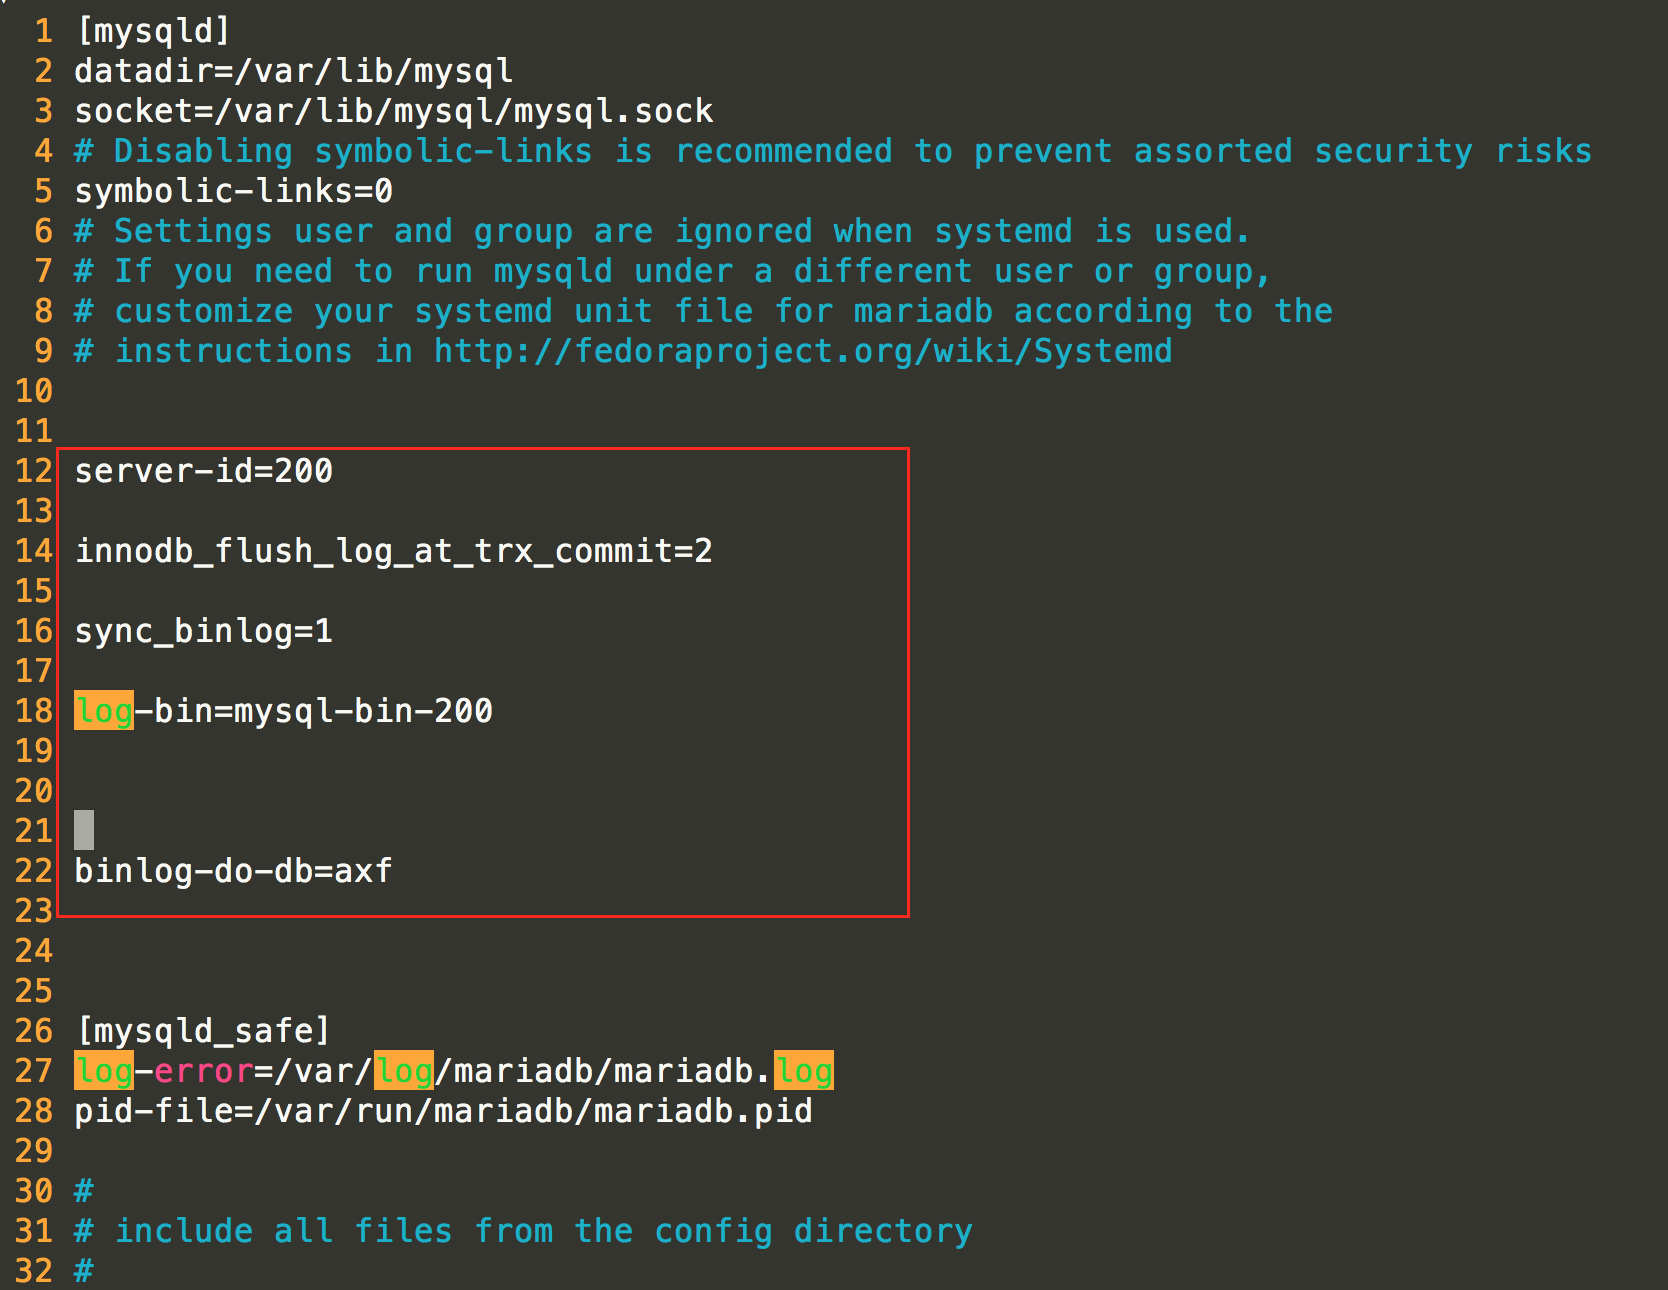 1 [mysqld]
2 datadir=/var/lib/mysql
3 socket=/var/lib/mysql/mysql.sock
4 # Disabling symbolic-links is recommended to prevent assorted security risks
5 symbolic-links=0
6 # Settings user and group are ignored when systemd is used.
7 # If you need to run mysqld under a different user or group,
8 # customize your systemd unit file for mariadb according to the
9 # instructions in http://fedoraproject.org/wiki/Systemd
10
11
12 server-id=200
13
14 innodb_flush_log_at_trx_commit=2
15
16 sync_binlog=1
17
18 log-bin=mysql-bin-200
19
20
21
22 binlog-do-db=axf
23
24
25
26 [mysqld_safe]
27 log-error=/var/log/mariadb/mariadb.log
28 pid-file=/var/run/mariadb/mariadb.pid
29
30 #
31 # include all files from the config directory
32 #